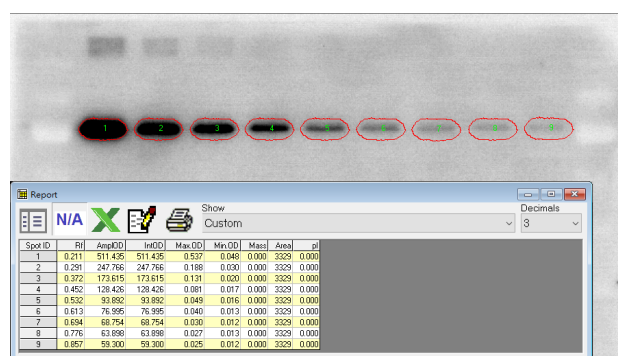 1 2 3 4 5 6 7 8 9
Report
N/A
Show
Custom
Decimals
3
Spot ID Rf AmplOD IntOD Max.OD Min.OD Mass Area pI
1 0.211 511.435 511.435 0.537 0.048 0.000 3329 0.000
2 0.291 247.766 247.766 0.188 0.030 0.000 3329 0.000
3 0.372 173.615 173.615 0.131 0.020 0.000 3329 0.000
4 0.452 128.426 128.426 0.081 0.017 0.000 3329 0.000
5 0.532 93.892 93.892 0.049 0.016 0.000 3329 0.000
6 0.613 76.995 76.995 0.040 0.013 0.000 3329 0.000
7 0.694 68.754 68.754 0.030 0.012 0.000 3329 0.000
8 0.776 63.898 63.898 0.027 0.013 0.000 3329 0.000
9 0.857 59.300 59.300 0.025 0.012 0.000 3329 0.000